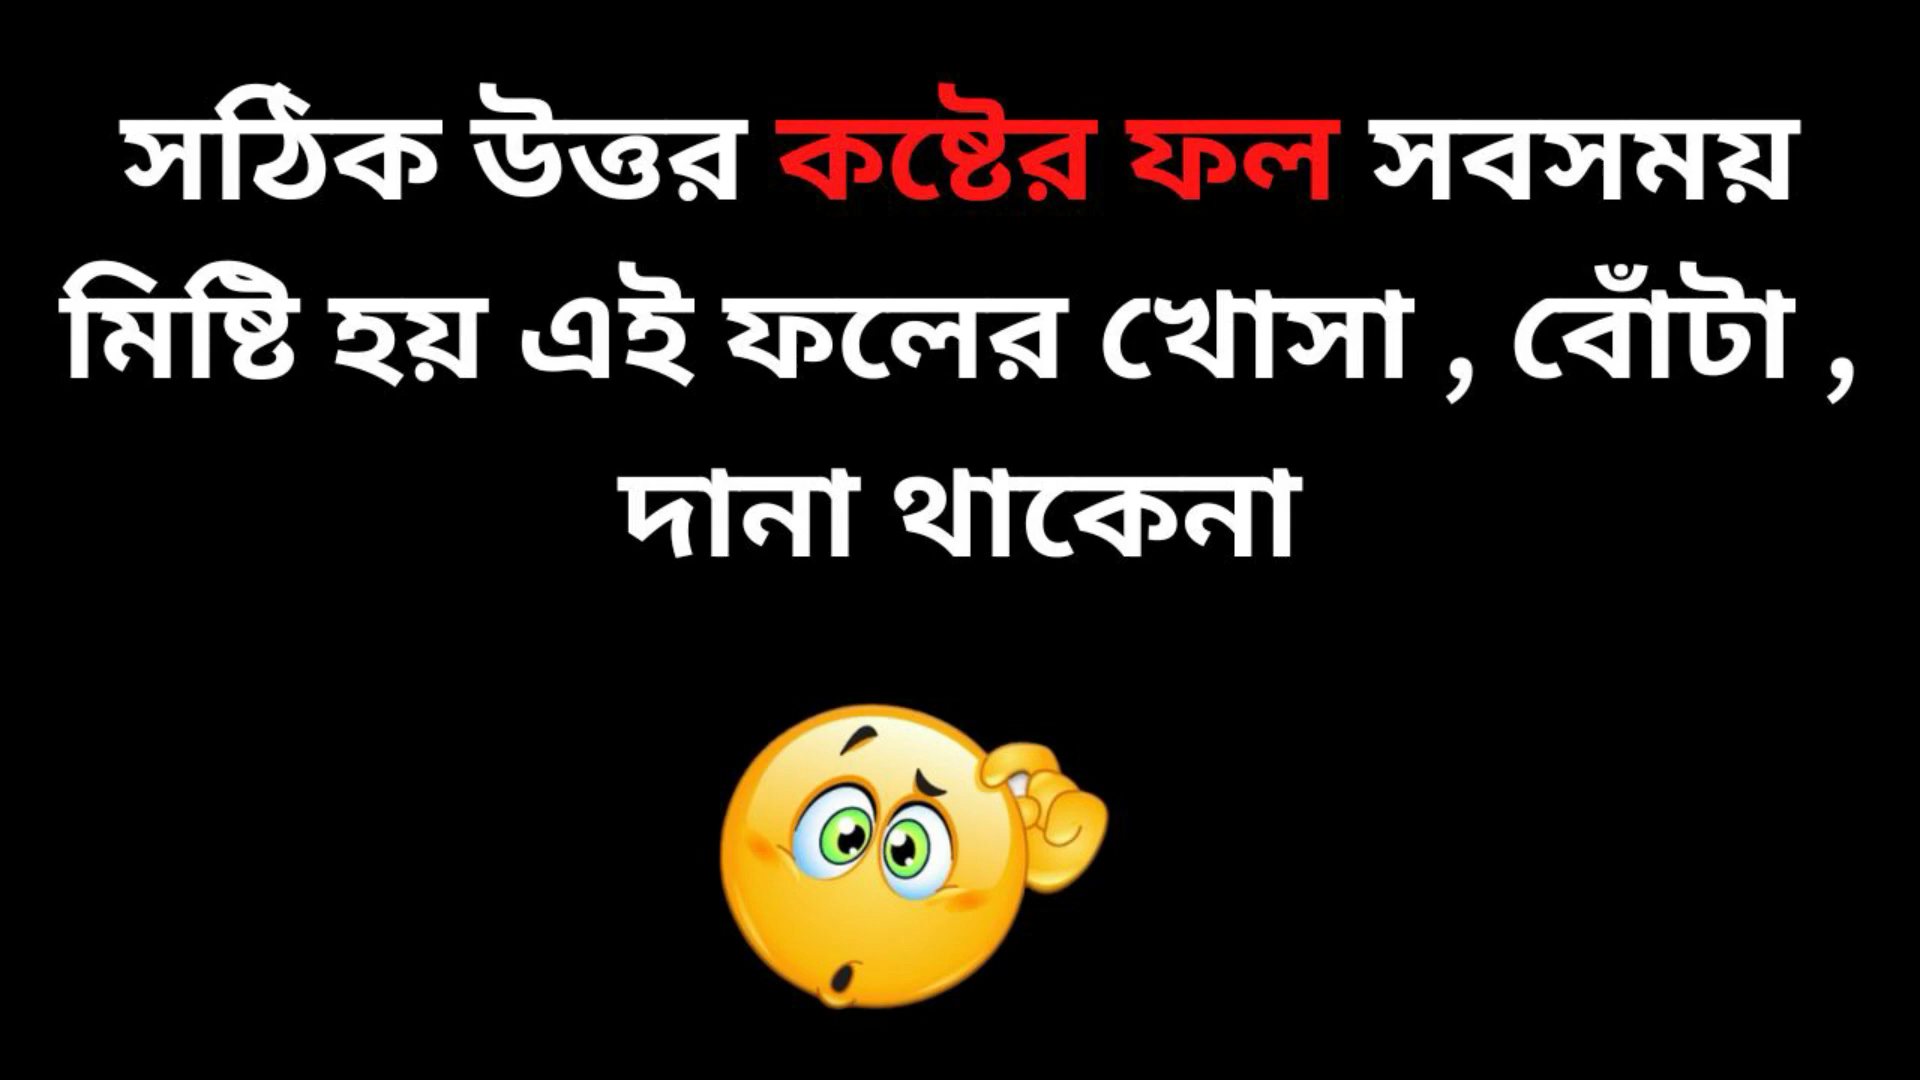 সঠিক উত্তর কষ্টের ফল সবসময়
মিষ্টি হয় এই ফলের খোসা , বোঁটা ,
দানা থাকেনা